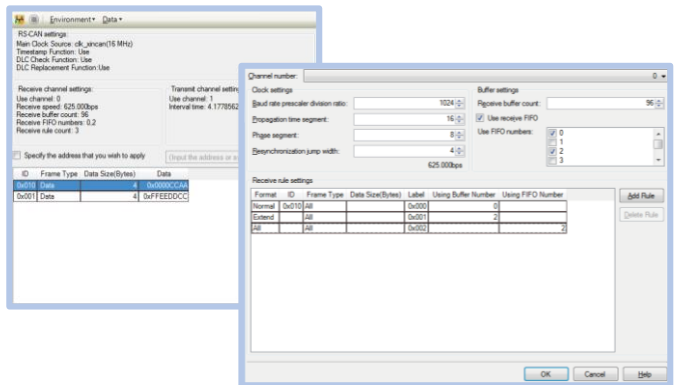 Environment Data
RS-CAN settings:
Main Clock Source: clk_xincan(16 MHz)
Timestamp Function: Use
DLC Check Function: Use
DLC Replacement Function:Use
Receive channel settings:
Use channel: 0
Receive speed: 625.000bps
Receive buffer count: 96
Receive FIFO numbers: 0.2
Receive rule count: 3
Transmit channel settin
Use channel: 1
Interval time: 4.1778562
Specify the address that you wish to apply
(Input the address or e
ID Frame Type Data Size(Bytes) Data
0x010 Data 4 0x0000CCAA
0x001 Data 4 0xFFEEDDCC
Channel number: 0
Clock settings
Baud rate prescaler division ratio: 1024
Propagation time segment: 16
Phase segment: 8
Resynchronization jump width: 4
625.000bps
Buffer settings
Receive buffer count: 96
Use receive FIFO
Use FIFO numbers:
0
1
2
3
Receive rule settings
Format ID Frame Type Data Size(Bytes) Label Using Buffer Number Using FIFO Number
Normal 0x010 All 0x000 0
Extend All 0x001 2
All All 0x002 2
Add Rule
Delete Rule
OK Cancel Help